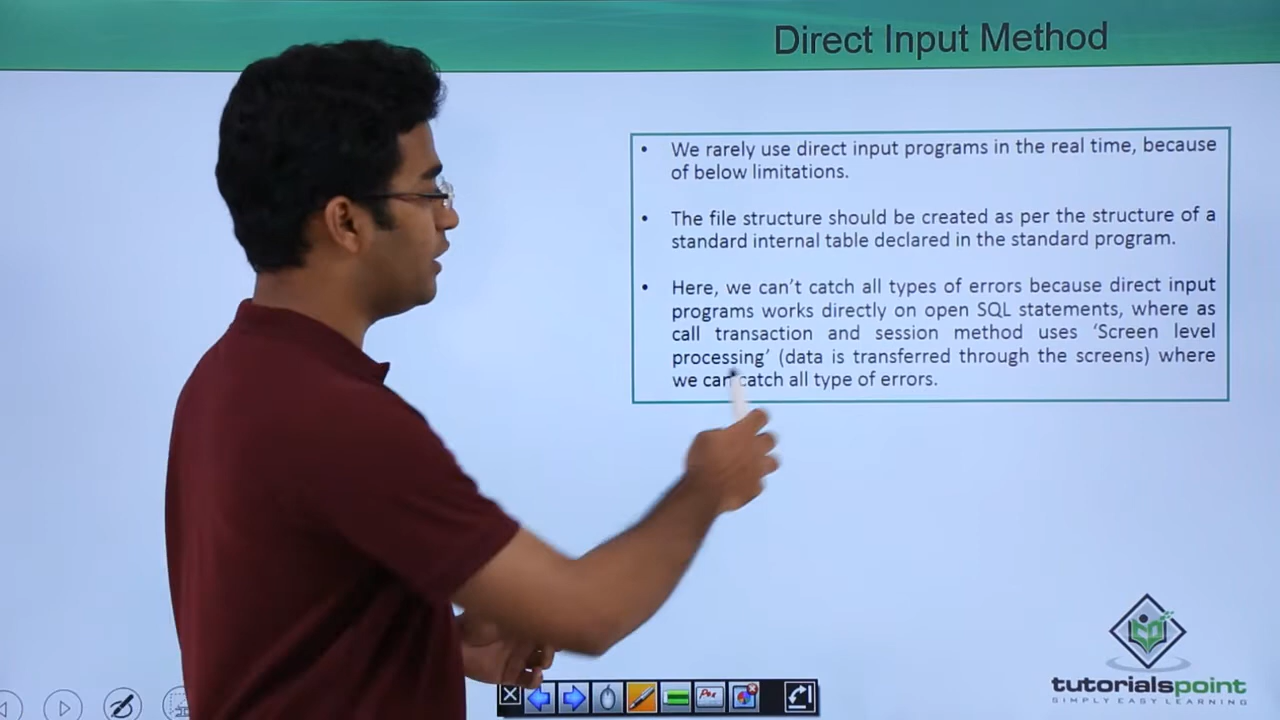 Direct Input Method
• We rarely use direct input programs in the real time, because
of below limitations.
• The file structure should be created as per the structure of a
standard internal table declared in the standard program.
• Here, we can't catch all types of errors because direct input
programs works directly on open SQL statements, where as
call transaction and session method uses 'Screen level
processing' (data is transferred through the screens) where
we can catch all type of errors.
tutorialspoint
SIMPLY EASY LEARNING